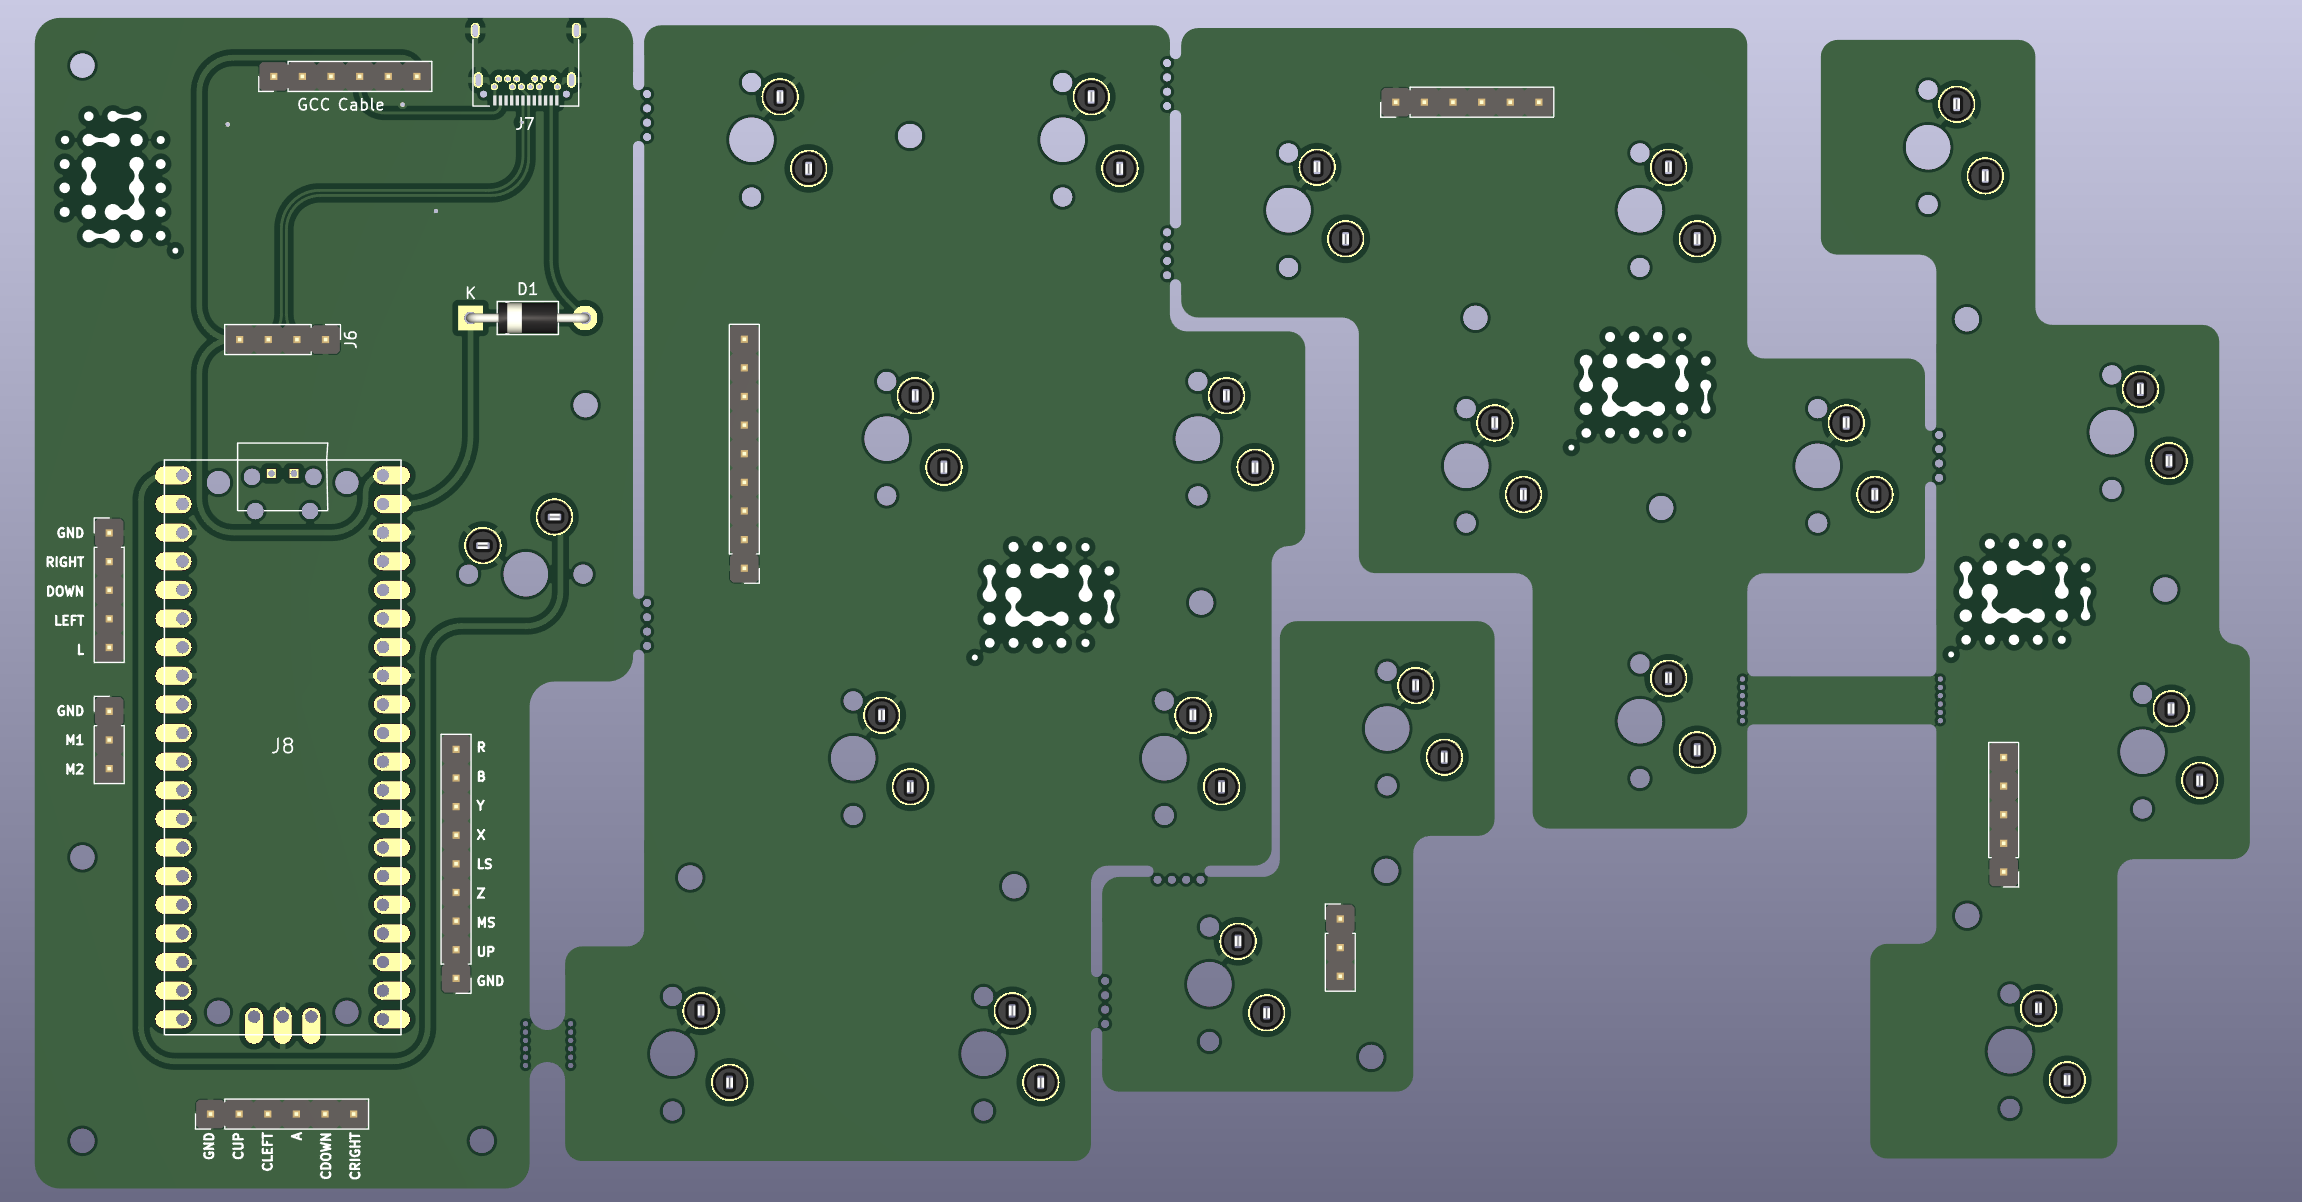 GCC Cable
J7
K
D1
J6
GND
RIGHT
DOWN
LEFT
L
GND
M1
M2
J8
R
B
Y
X
LS
Z
MS
UP
GND
GND
CUP
CLEFT
A
CDOWN
CRIGHT